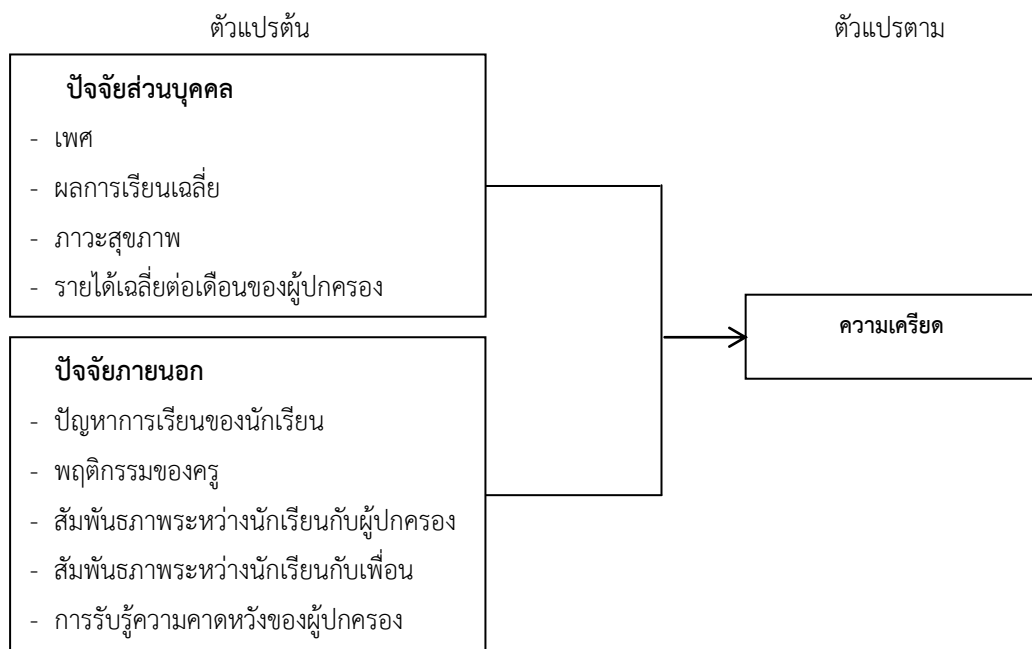 ตัวแปรต้น
ตัวแปรตาม
ปัจจัยส่วนบุคคล
- เพศ
- ผลการเรียนเฉลี่ย
- ภาวะสุขภาพ
- รายได้เฉลี่ยต่อเดือนของผู้ปกครอง
ความเครียด
ปัจจัยภายนอก
- ปัญหาการเรียนของนักเรียน
- พฤติกรรมของครู
- สัมพันธภาพระหว่างนักเรียนกับผู้ปกครอง
- สัมพันธภาพระหว่างนักเรียนกับเพื่อน
- การรับรู้ความคาดหวังของผู้ปกครอง